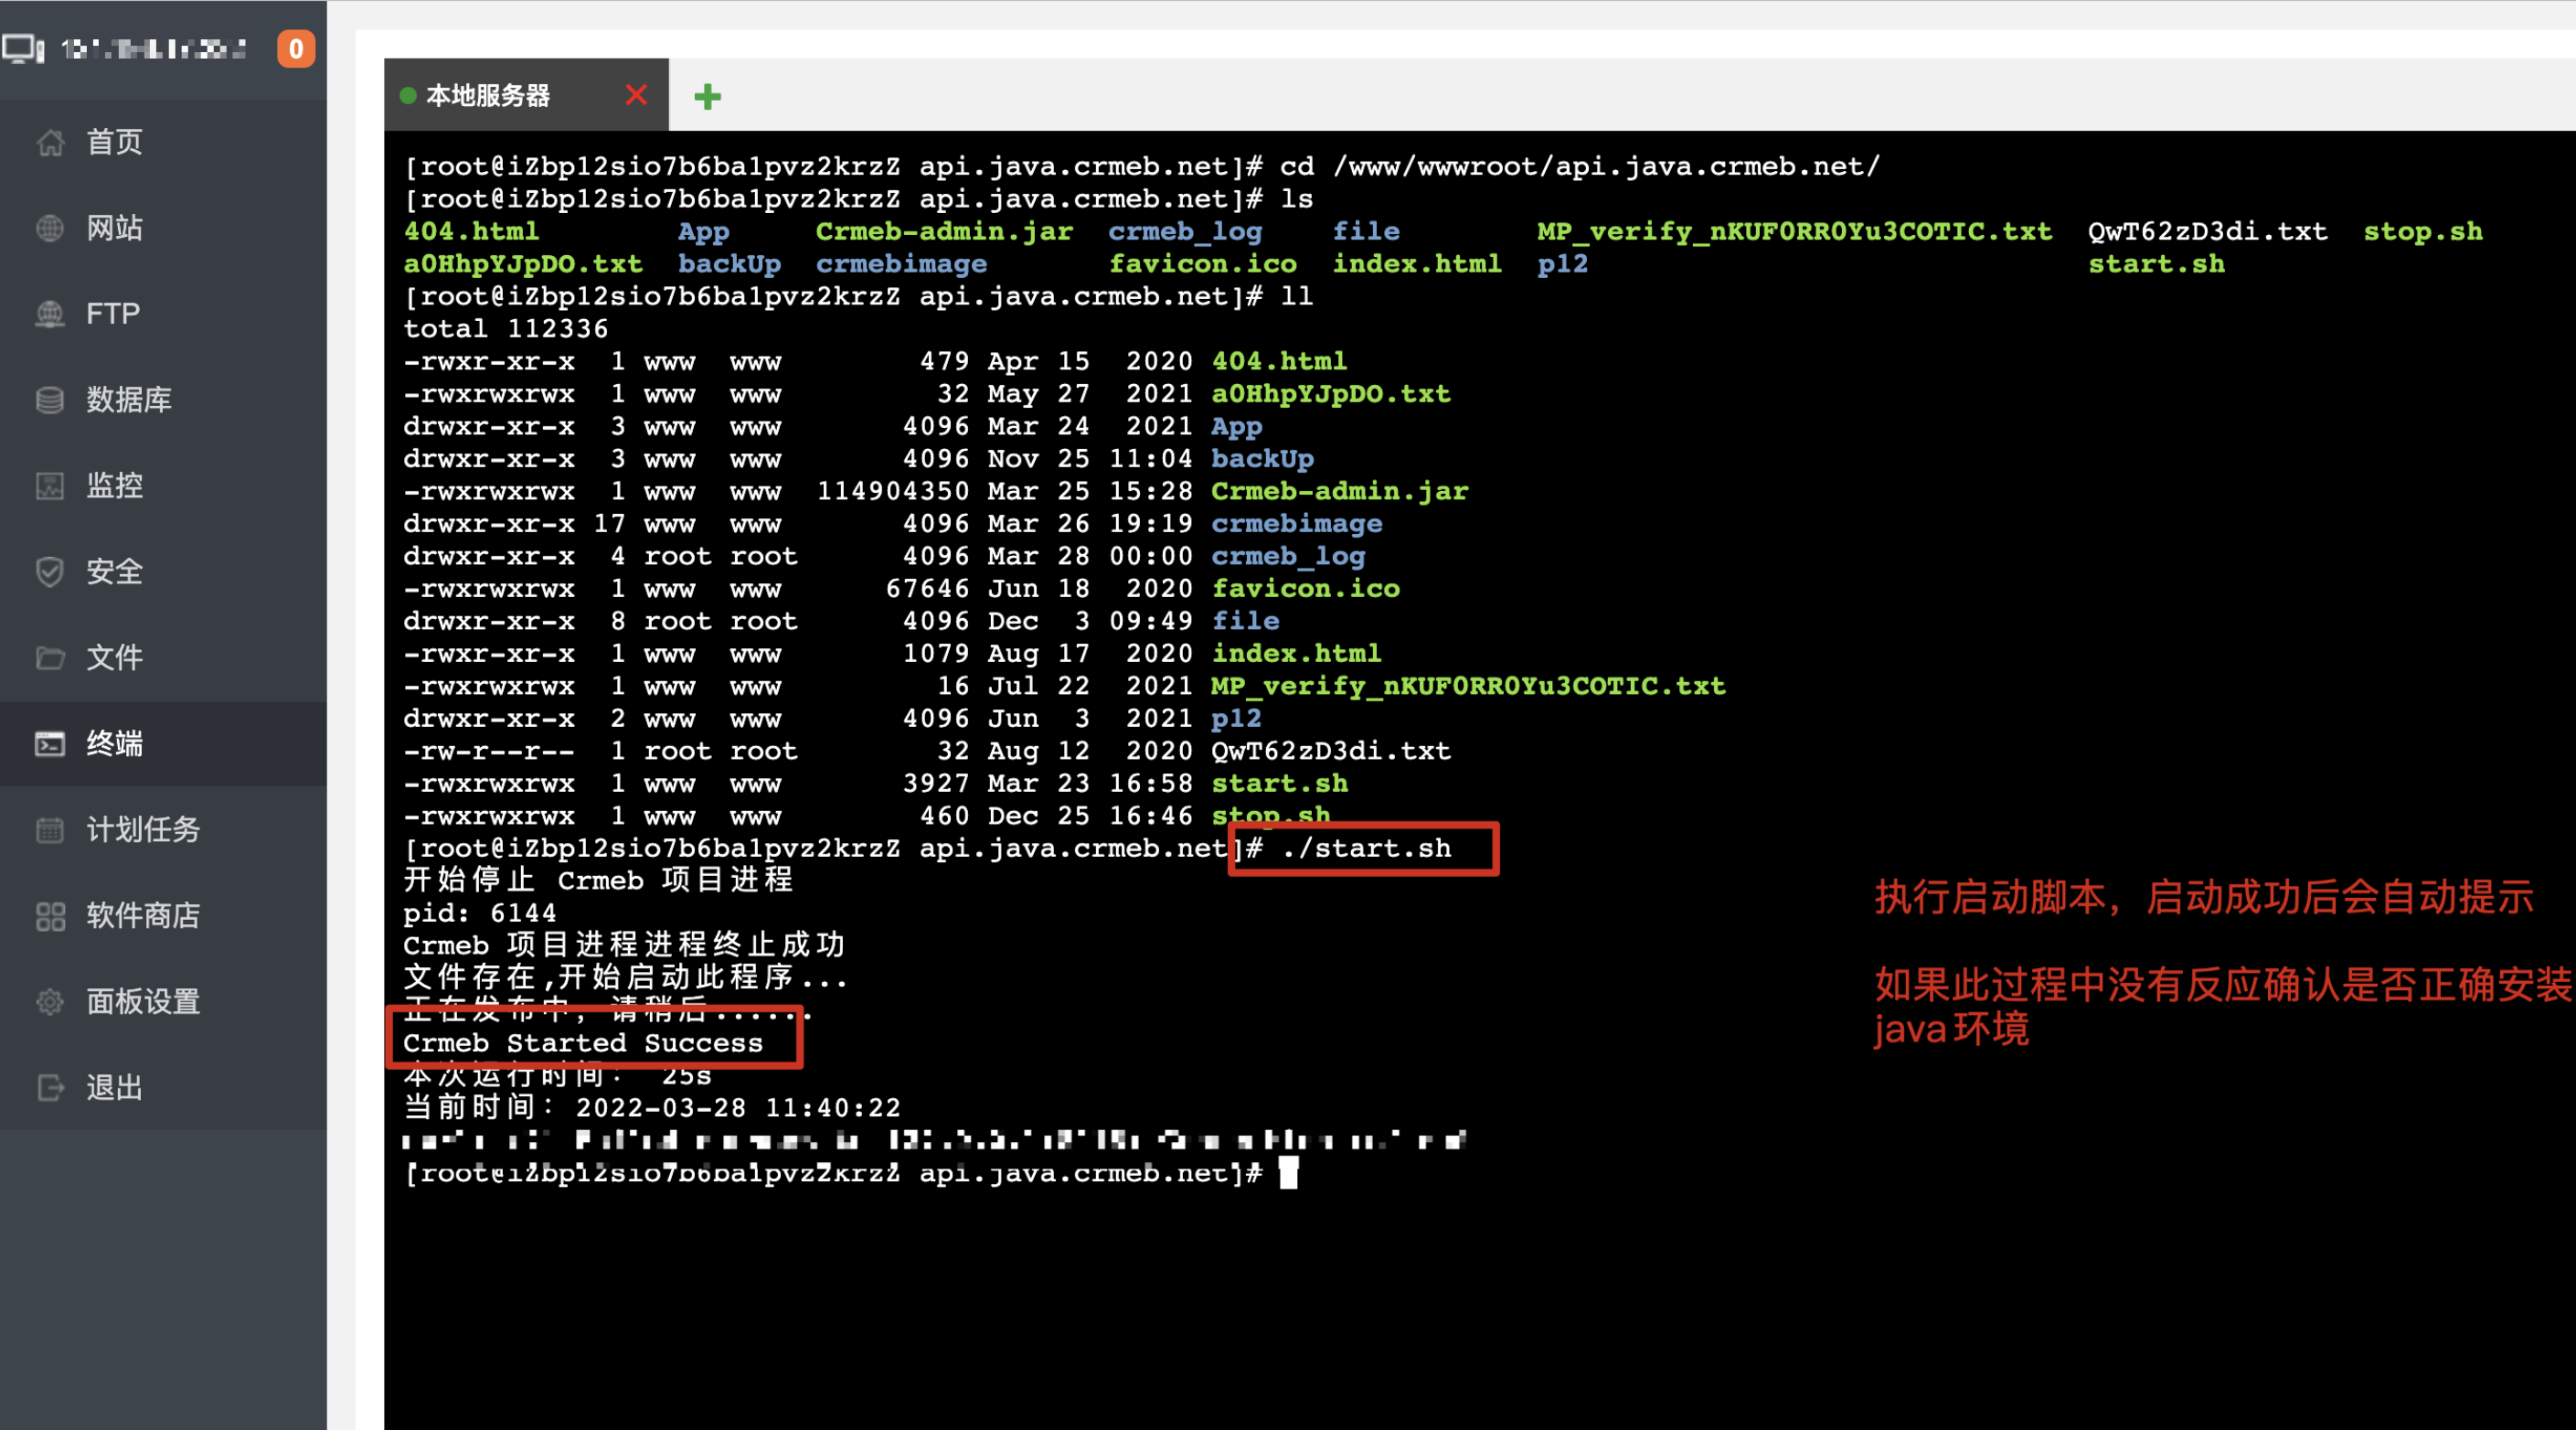 0
首页
网站
FTP
数据库
监控
安全
文件
终端
计划任务
软件商店
面板设置
退出
本地服务器
[root@iZbp12sio7b6ba1pvz2krzZ api.java.crmeb.net]# cd /www/wwwroot/api.java.crmeb.net/
[root@iZbp12sio7b6ba1pvz2krzZ api.java.crmeb.net]# ls
404.html App Crmeb-admin.jar crmeb_log file MP_verify_nKUF0RR0Yu3COTIC.txt QwT62zD3di.txt stop.sh
a0HhpYJpDO.txt backUp crmebimage favicon.ico index.html p12 start.sh
[root@iZbp12sio7b6ba1pvz2krzZ api.java.crmeb.net]# ll
total 112336
-rwxr-xr-x 1 www www 479 Apr 15 2020 404.html
-rwxrwxrwx 1 www www 32 May 27 2021 a0HhpYJpDO.txt
drwxr-xr-x 3 www www 4096 Mar 24 2021 App
drwxr-xr-x 3 www www 4096 Nov 25 11:04 backUp
-rwxrwxrwx 1 www www 114904350 Mar 25 15:28 Crmeb-admin.jar
drwxr-xr-x 17 www www 4096 Mar 26 19:19 crmebimage
drwxr-xr-x 4 root root 4096 Mar 28 00:00 crmeb_log
-rwxrwxrwx 1 www www 67646 Jun 18 2020 favicon.ico
drwxr-xr-x 8 root root 4096 Dec 3 09:49 file
-rwxr-xr-x 1 www www 1079 Aug 17 2020 index.html
-rwxrwxrwx 1 www www 16 Jul 22 2021 MP_verify_nKUF0RR0Yu3COTIC.txt
drwxr-xr-x 2 www www 4096 Jun 3 2021 p12
-rw-r--r-- 1 root root 32 Aug 12 2020 QwT62zD3di.txt
-rwxrwxrwx 1 www www 3927 Mar 23 16:58 start.sh
-rwxrwxrwx 1 www www 460 Dec 25 16:46 stop.sh
[root@iZbp12sio7b6ba1pvz2krzZ api.java.crmeb.net]# ./start.sh
开始停止 Crmeb 项目进程
pid: 6144
Crmeb 项目进程进程终止成功
文件存在,开始启动此程序...
正在发布中，请稍后......
Crmeb Started Success
本次运行时间： 25s
当前时间：2022-03-28 11:40:22
[root@iZbp12sio7b6ba1pvz2krzZ api.java.crmeb.net]#
执行启动脚本，启动成功后会自动提示
如果此过程中没有反应确认是否正确安装
java环境